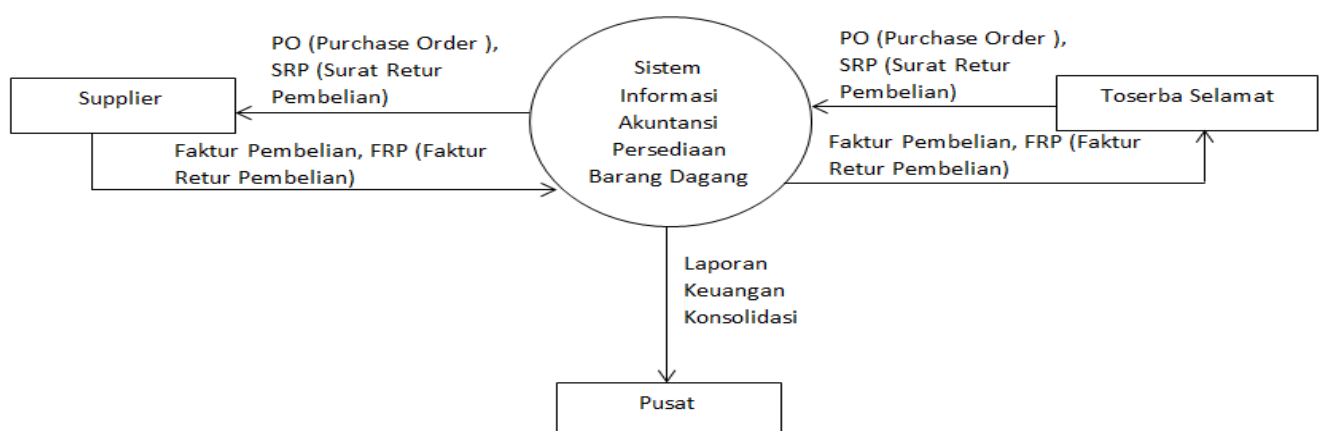 PO (Purchase Order ),
SRP (Surat Retur
Pembelian)
Supplier
Faktur Pembelian, FRP (Faktur
Retur Pembelian)
Sistem
Informasi
Akuntansi
Persediaan
Barang Dagang
PO (Purchase Order ),
SRP (Surat Retur
Pembelian)
Toserba Selamat
Faktur Pembelian, FRP (Faktur
Retur Pembelian)
Laporan
Keuangan
Konsolidasi
Pusat